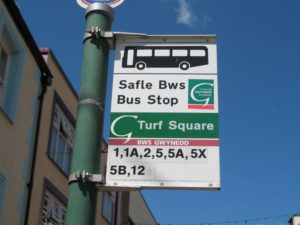 Safle Bws
Bus Stop
Turf Square
BWS GWYNEDD
1,1A,2,5,5A,5X
5B,12